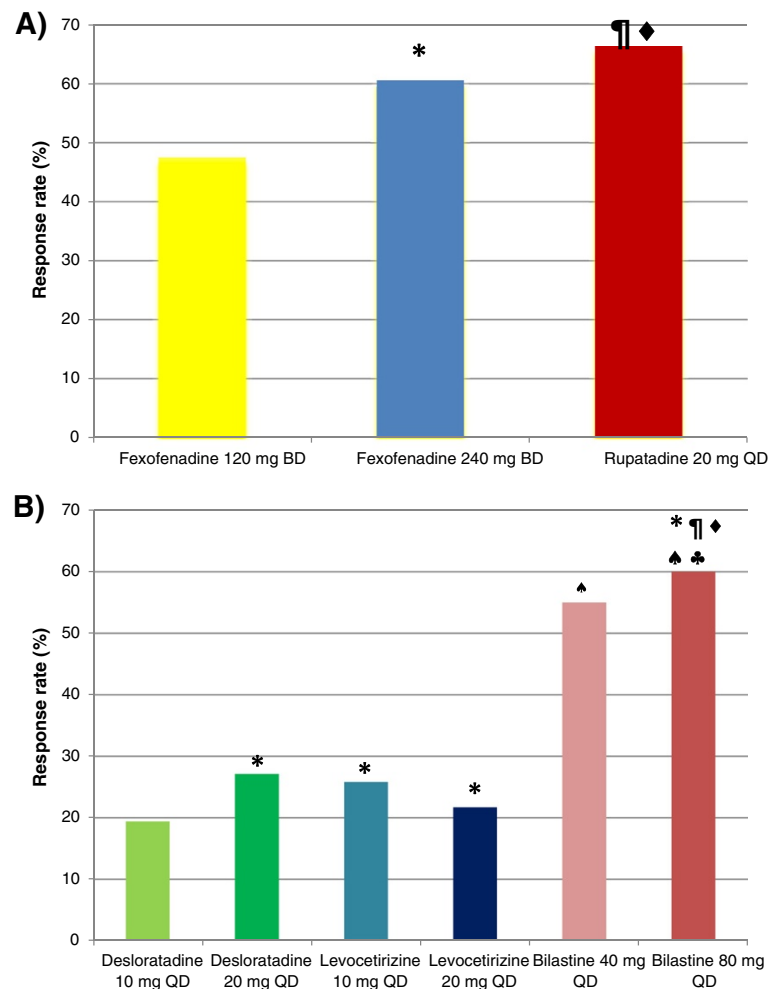 A)
Response rate (%)
70
60
50
40
30
20
10
0
*
¶ ♦
Fexofenadine 120 mg BD
Fexofenadine 240 mg BD
Rupatadine 20 mg QD
B)
Response rate (%)
70
60
50
40
30
20
10
0
*
*
*
♠
* ¶ ♦
♠ ♣
Desloratadine
10 mg QD
Desloratadine
20 mg QD
Levocetirizine
10 mg QD
Levocetirizine
20 mg QD
Bilastine 40 mg
QD
Bilastine 80 mg
QD